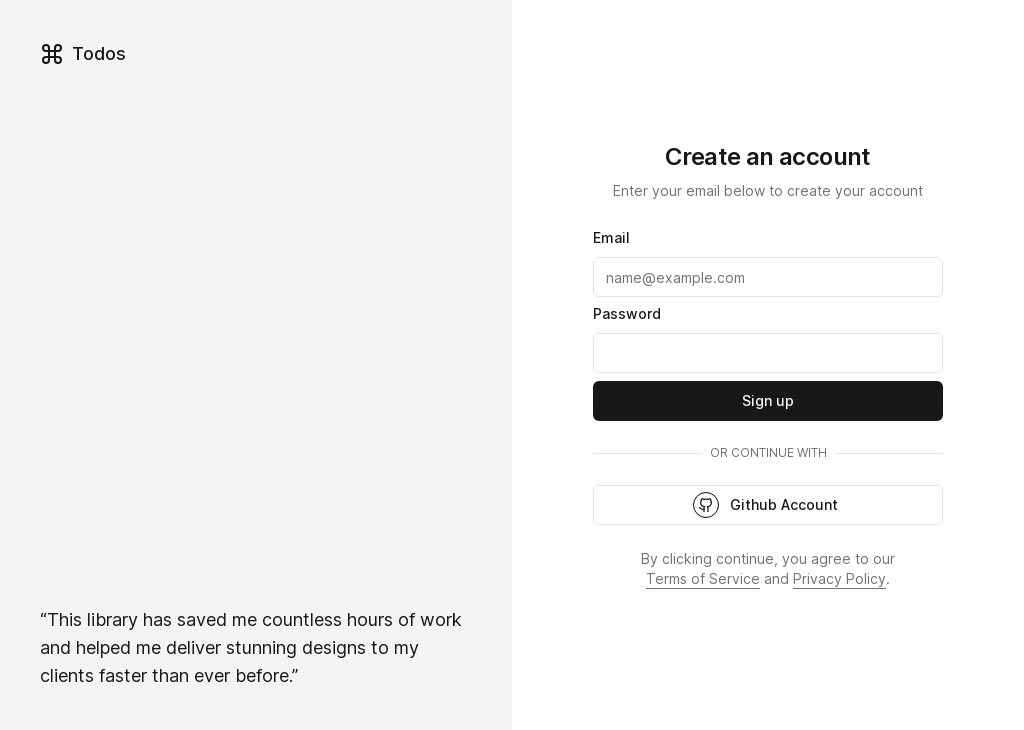 Todos
“This library has saved me countless hours of work
and helped me deliver stunning designs to my
clients faster than ever before.”
Create an account
Enter your email below to create your account
Email
name@example.com
Password
Sign up
OR CONTINUE WITH
Github Account
By clicking continue, you agree to our
Terms of Service and Privacy Policy.